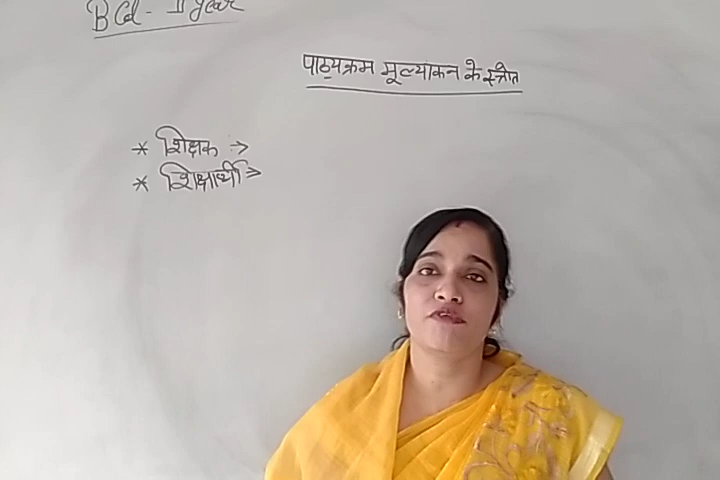 B Ed - II year
पाठ्यक्रम मूल्यांकन के स्त्रोत
* शिक्षक :->
* शिक्षार्थी ->